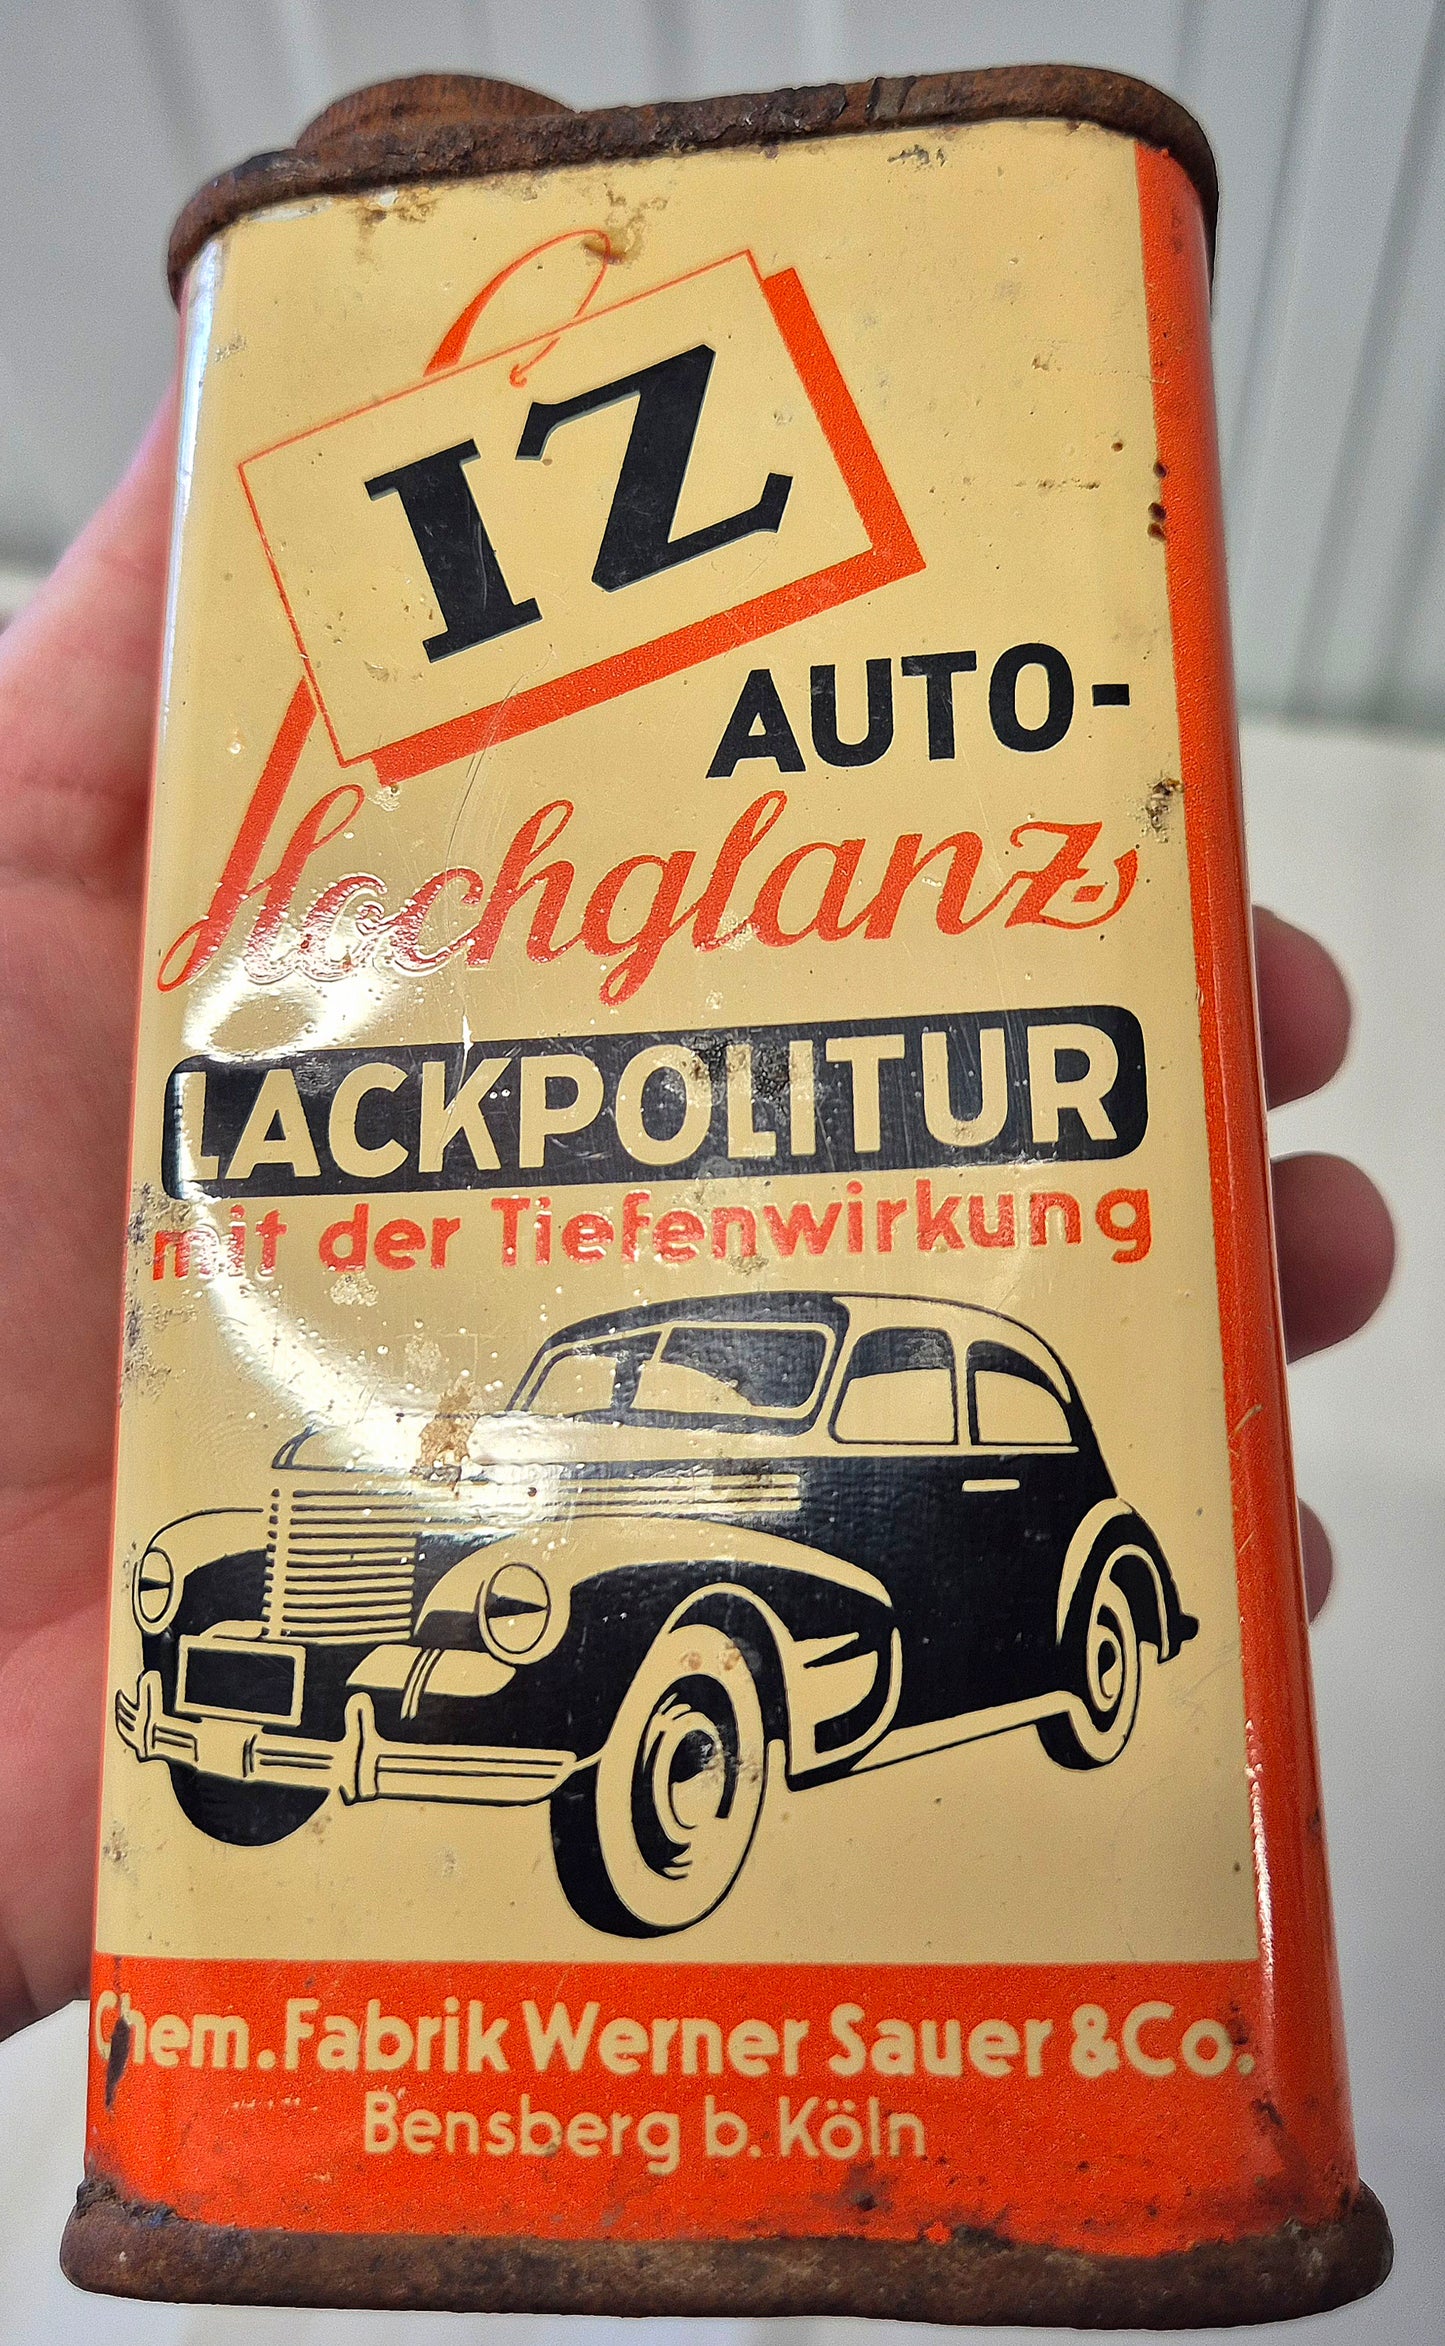 IZ
AUTO-
Hochglanz
LACKPOLITUR
mit der Tiefenwirkung
Chem. Fabrik Werner Sauer & Co.
Bensberg b. Köln